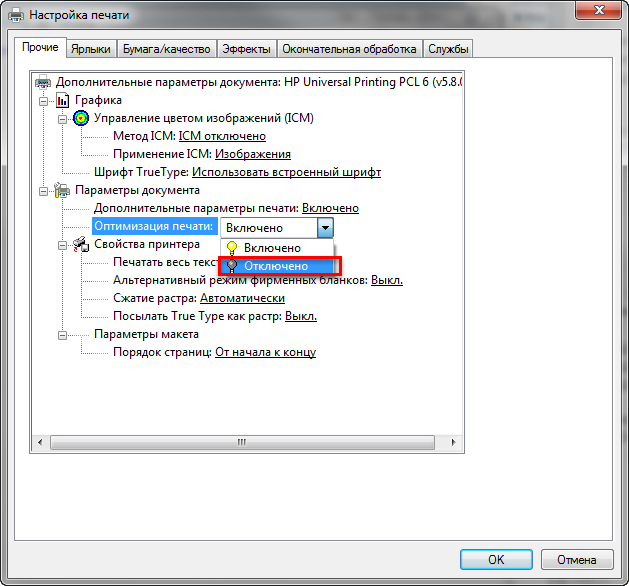 Настройка печати
Прочие Ярлыки Бумага/качество Эффекты Окончательная обработка Службы
Дополнительные параметры документа: HP Universal Printing PCL 6 (v5.8.0
Графика
Управление цветом изображений (ICM)
Метод ICM: ICM отключено
Применение ICM: Изображения
Шрифт TrueType: Использовать встроенный шрифт
Параметры документа
Дополнительные параметры печати: Включено
Оптимизация печати: Включено
Свойства принтера Включено
Печатать весь текс Отключено
Альтернативный режим фирменных бланков: Выкл.
Сжатие растра: Автоматически
Посылать True Type как растр: Выкл.
Параметры макета
Порядок страниц: От начала к концу
OK Отмена